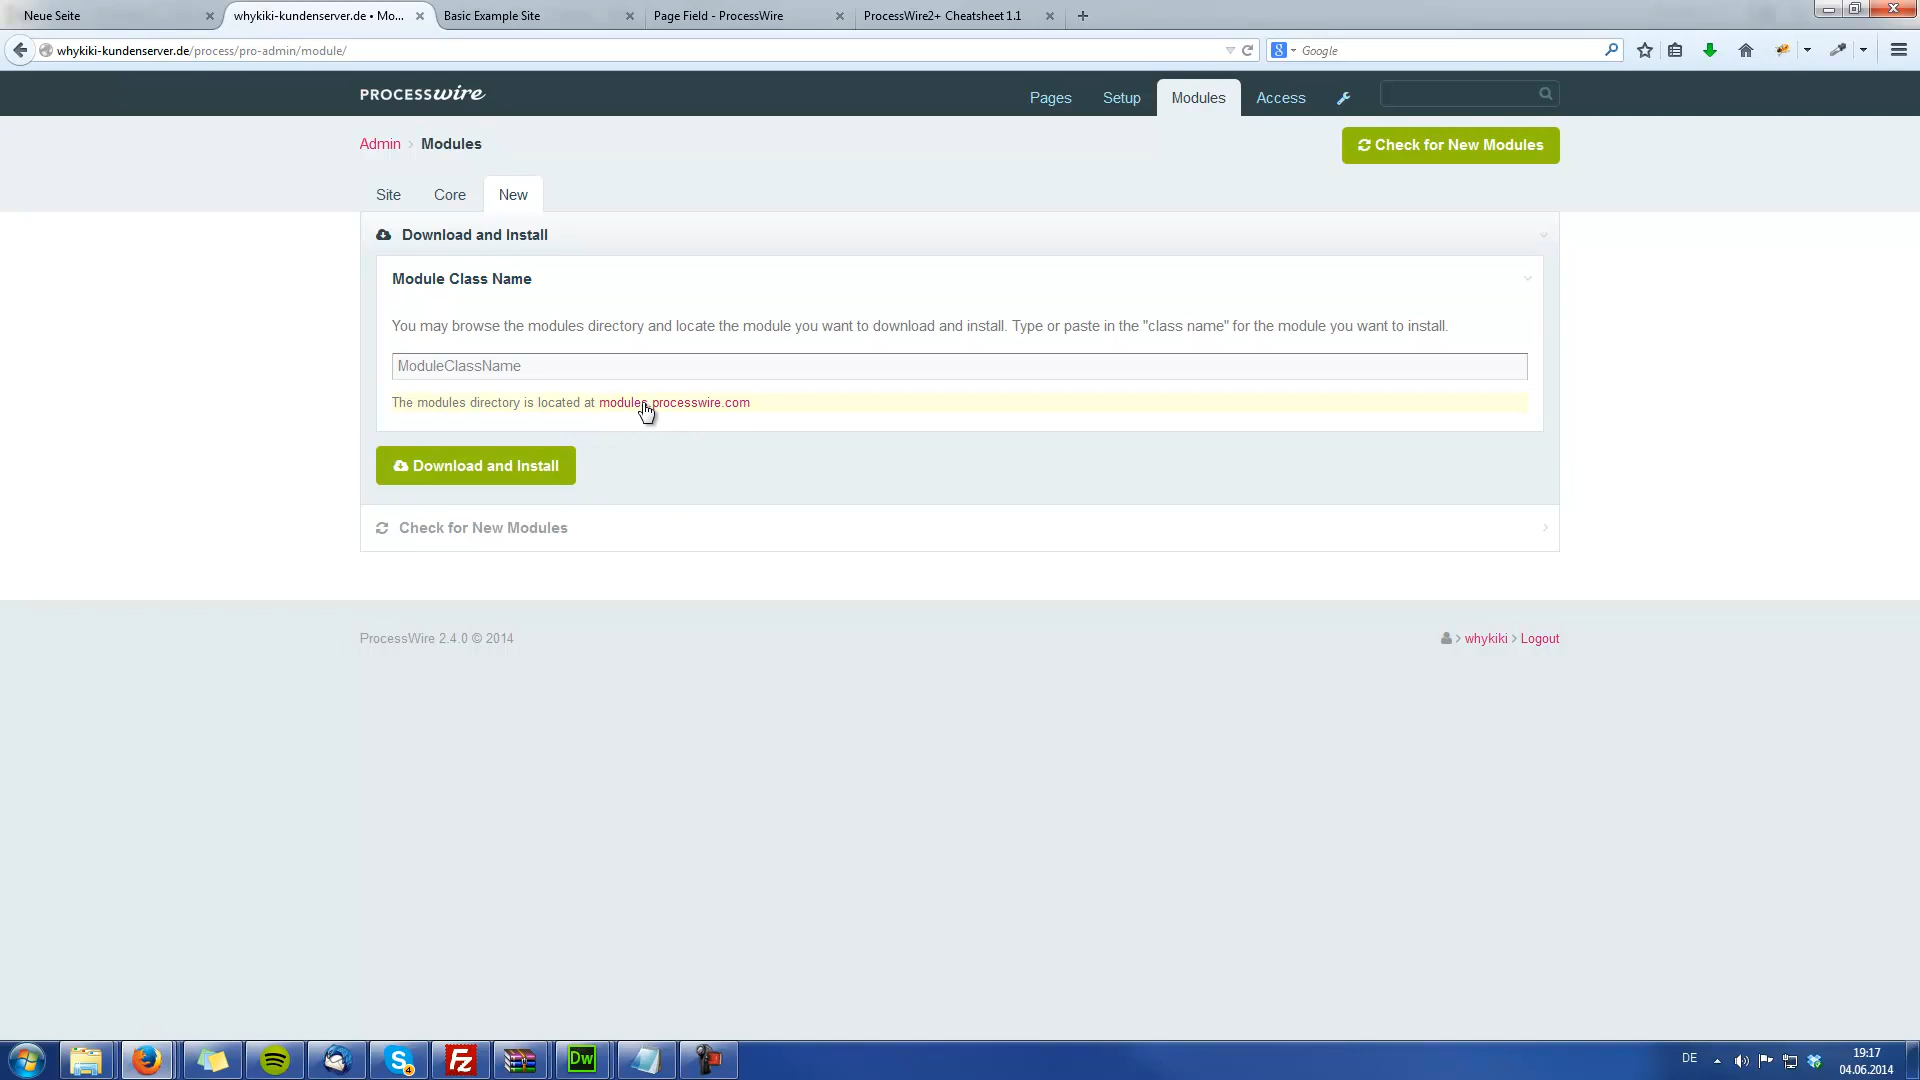 Neue Seite
whykiki-kundenserver.de • Mo...
Basic Example Site
Page Field - ProcessWire
ProcessWire2+ Cheatsheet 1.1
whykiki-kundenserver.de/process/pro-admin/module/
Google
PROCESSwire
Pages
Setup
Modules
Access
Admin › Modules
Check for New Modules
Site
Core
New
Download and Install
Module Class Name
You may browse the modules directory and locate the module you want to download and install. Type or paste in the "class name" for the module you want to install.
ModuleClassName
The modules directory is located at modules.processwire.com
Download and Install
Check for New Modules
ProcessWire 2.4.0 © 2014
whykiki
Logout
4
Dw
DE
19:17
04.06.2014